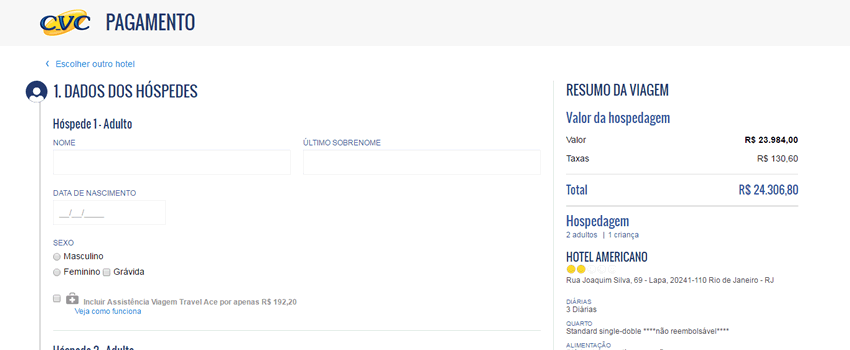 CVC PAGAMENTO
‹ Escolher outro hotel
1. DADOS DOS HÓSPEDES
Hóspede 1 - Adulto
NOME
ÚLTIMO SOBRENOME
DATA DE NASCIMENTO
__/__/____
SEXO
Masculino
Feminino Grávida
Incluir Assistência Viagem Travel Ace por apenas R$ 192,20
Veja como funciona
Hóspede 2 - Adulto
RESUMO DA VIAGEM
Valor da hospedagem
Valor R$ 23.984,00
Taxas R$ 130,60
Total R$ 24.306,80
Hospedagem
2 adultos | 1 criança
HOTEL AMERICANO
Rua Joaquim Silva, 69 - Lapa, 20241-110 Rio de Janeiro - RJ
DIÁRIAS
3 Diárias
QUARTO
Standard single-doble ****não reembolsável****
ALIMENTAÇÃO